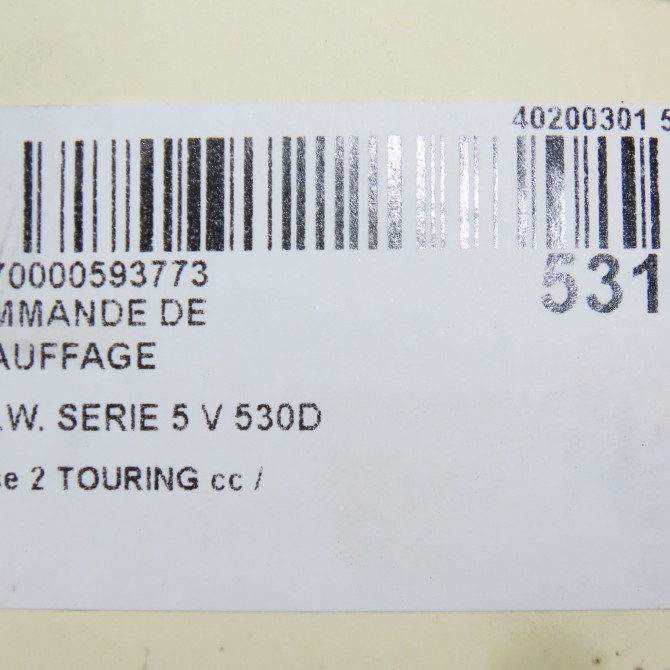 40200301 5
70000593773
531
MMANDE DE
AUFFAGE
.W. SERIE 5 V 530D
se 2 TOURING cc /